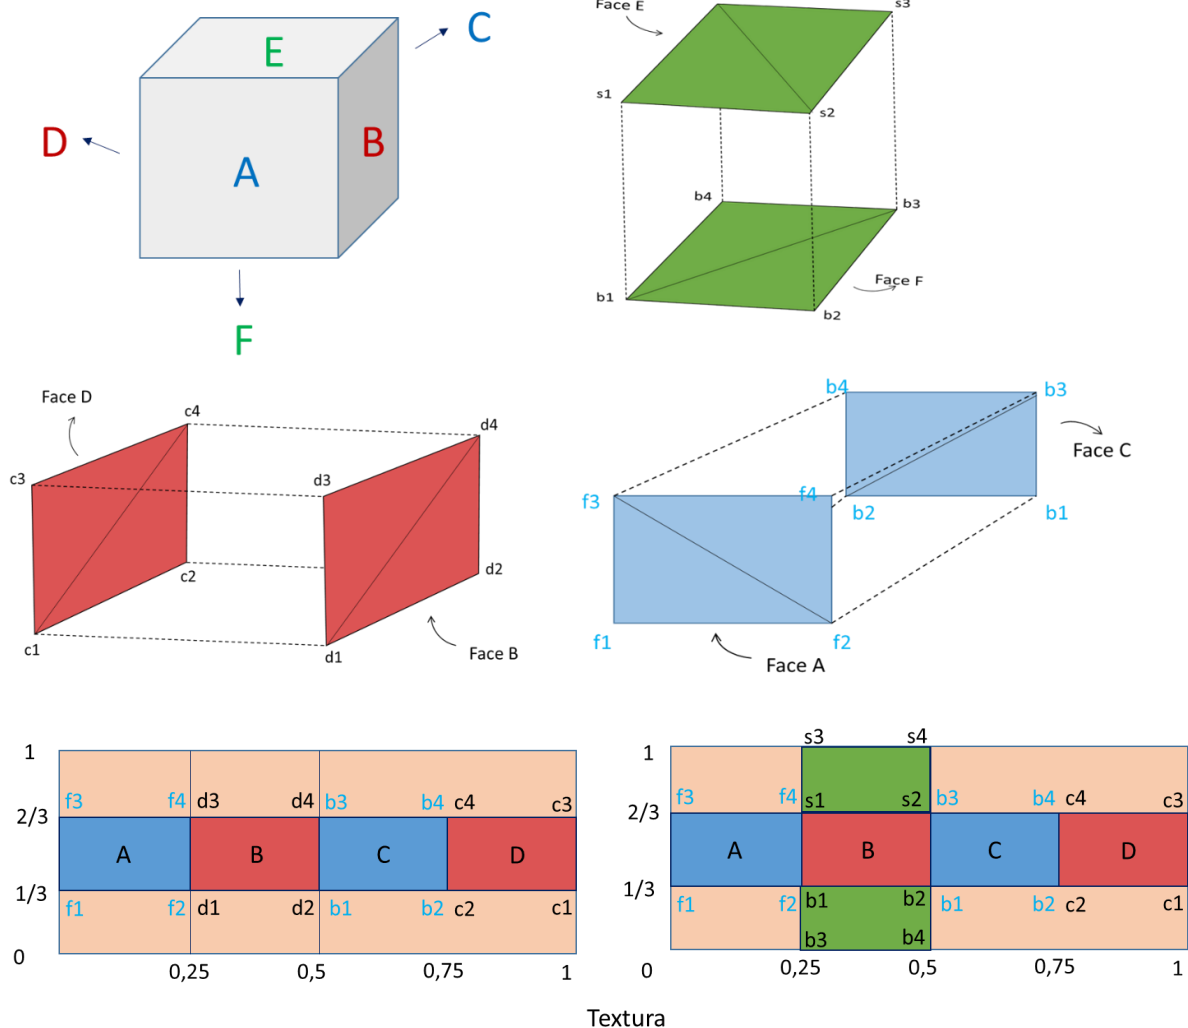 E
C
D
B
A
F
Face E
s3
s1
s2
b4
b3
b1
Face F
b2
Face D
c4
d4
c3
d3
c2
d2
c1
d1
Face B
b4
b3
Face C
f3
f4
b2
b1
f1
f2
Face A
1
f3 f4 d3 d4 b3 b4 c4 c3
2/3
A B C D
1/3
f1 f2 d1 d2 b1 b2 c2 c1
0
0,25 0,5 0,75 1
s3 s4
1
f3 f4 s1 s2 b3 b4 c4 c3
2/3
A B C D
1/3
f1 f2 b1 b2 b1 b2 c2 c1
b3 b4
0 0,25 0,5 0,75 1
Textura